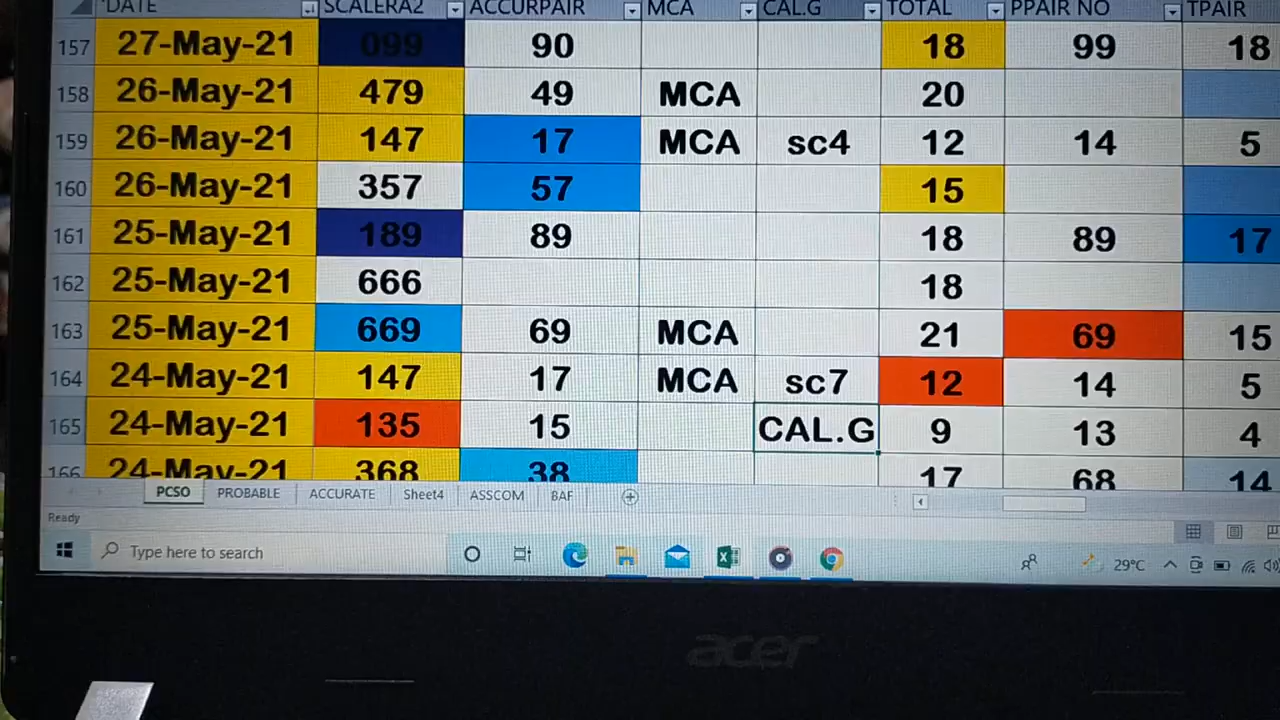 DATE SCALERA2 ACCURPAIR MCA CAL.G TOTAL PPAIR NO TPAIR
157 27-May-21 099 90 18 99 18
158 26-May-21 479 49 MCA 20
159 26-May-21 147 17 MCA sc4 12 14 5
160 26-May-21 357 57 15
161 25-May-21 189 89 18 89 17
162 25-May-21 666 18
163 25-May-21 669 69 MCA 21 69 15
164 24-May-21 147 17 MCA sc7 12 14 5
165 24-May-21 135 15 CAL.G 9 13 4
166 24-May-21 368 38 17 68 14
PCSO PROBABLE ACCURATE Sheet4 ASSCOM BAF
Ready
Type here to search 29°C
acer